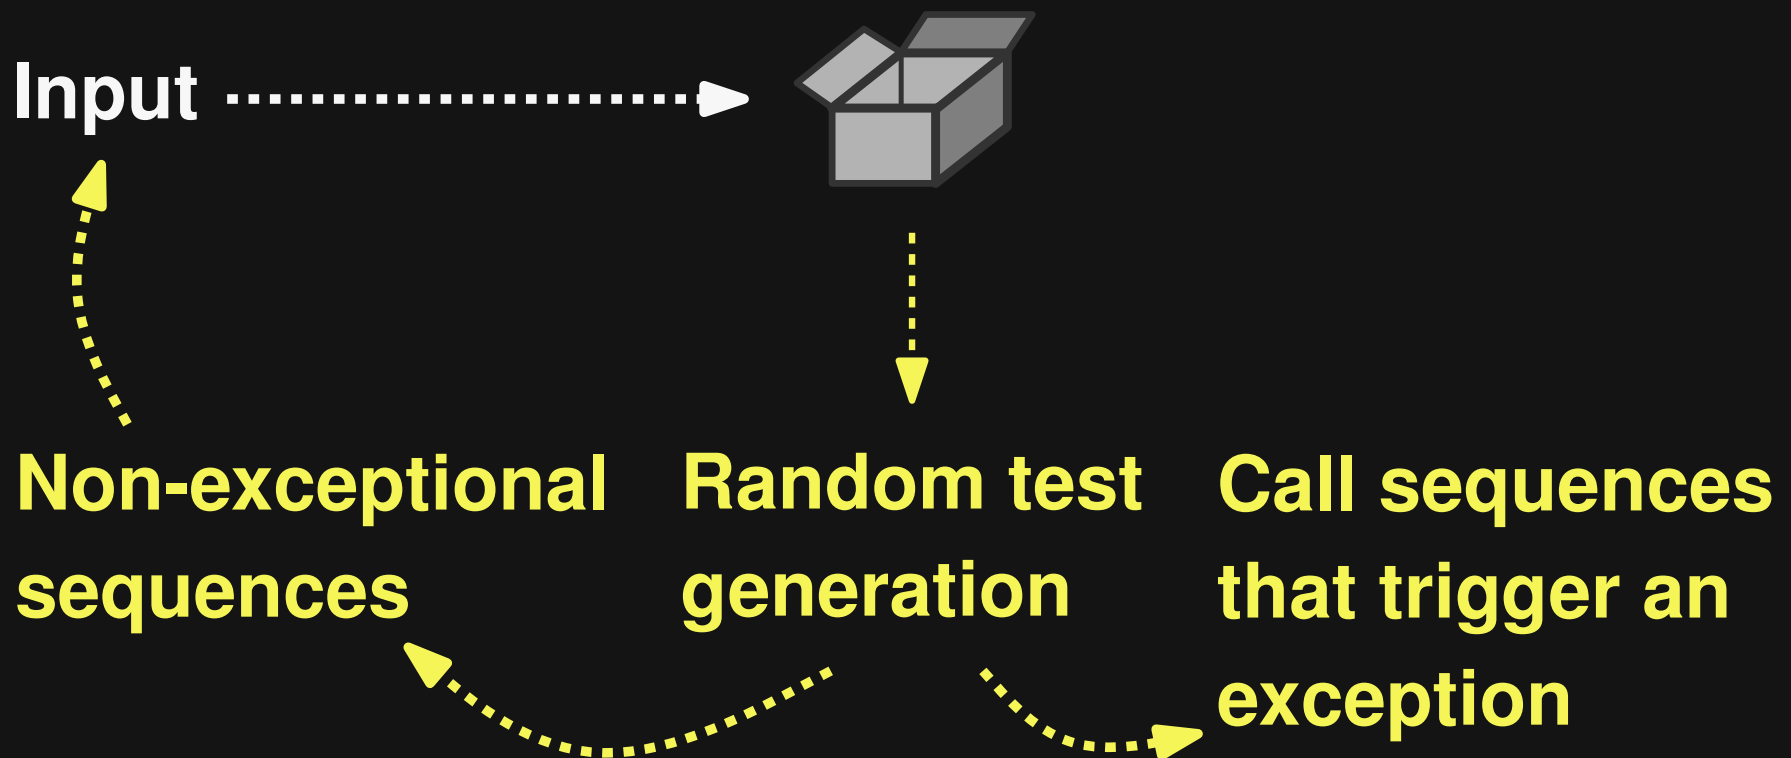 Input
Non-exceptional
sequences
Random test
generation
Call sequences
that trigger an
exception